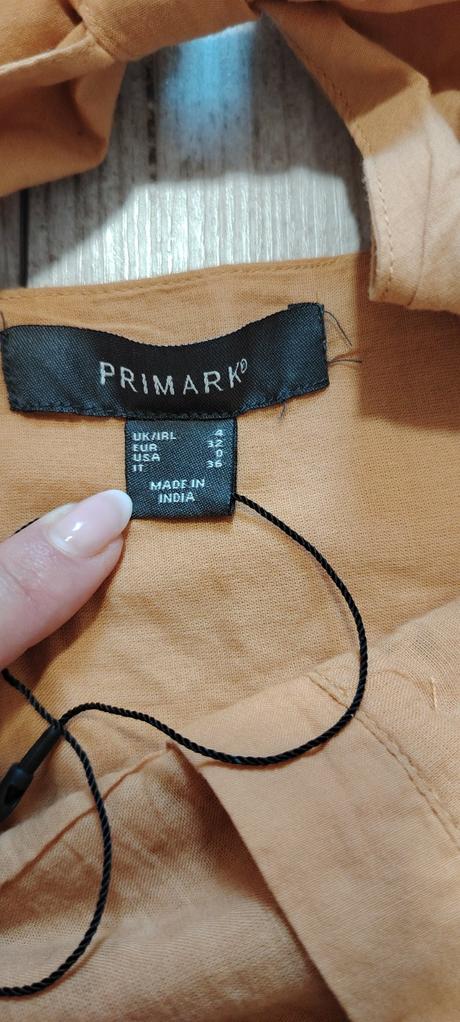 PRIMARK®
UK/IRL 4
EUR 32
USA 0
IT 36
MADE IN
INDIA